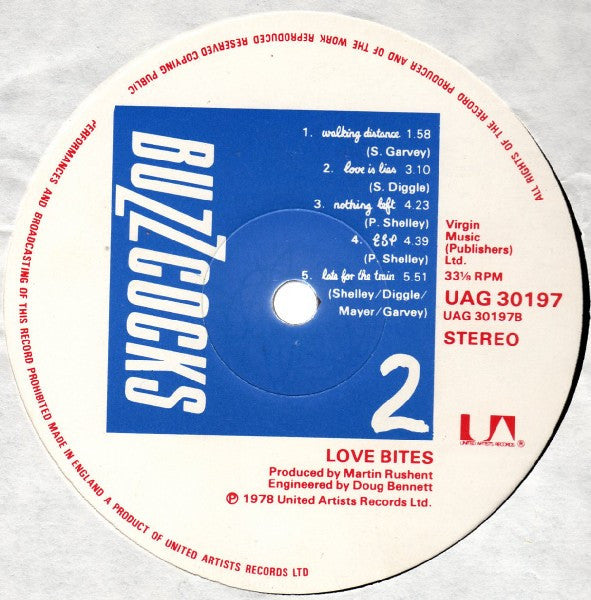 BUZZCOCKS
1. walking distance 1.58
(S. Garvey)
2. love is lies 3.10
(S. Diggle)
3. nothing left 4.23
(P. Shelley)
4. ESP 4.39
(P. Shelley)
5. late for the train 5.51
(Shelley/Diggle/
Mayer/Garvey)
2
Virgin
Music
(Publishers)
Ltd.
33⅓ RPM
UAG 30197
UAG 30197B
STEREO
UA
UNITED ARTISTS RECORDS ®
LOVE BITES
Produced by Martin Rushent
Engineered by Doug Bennett
℗ 1978 United Artists Records Ltd.
ALL RIGHTS OF THE RECORD PRODUCER AND OF THE WORK REPRODUCED RESERVED COPYING PUBLIC PERFORMANCES AND BROADCASTING OF THIS RECORD PROHIBITED MADE IN ENGLAND A PRODUCT OF UNITED ARTISTS RECORDS LTD